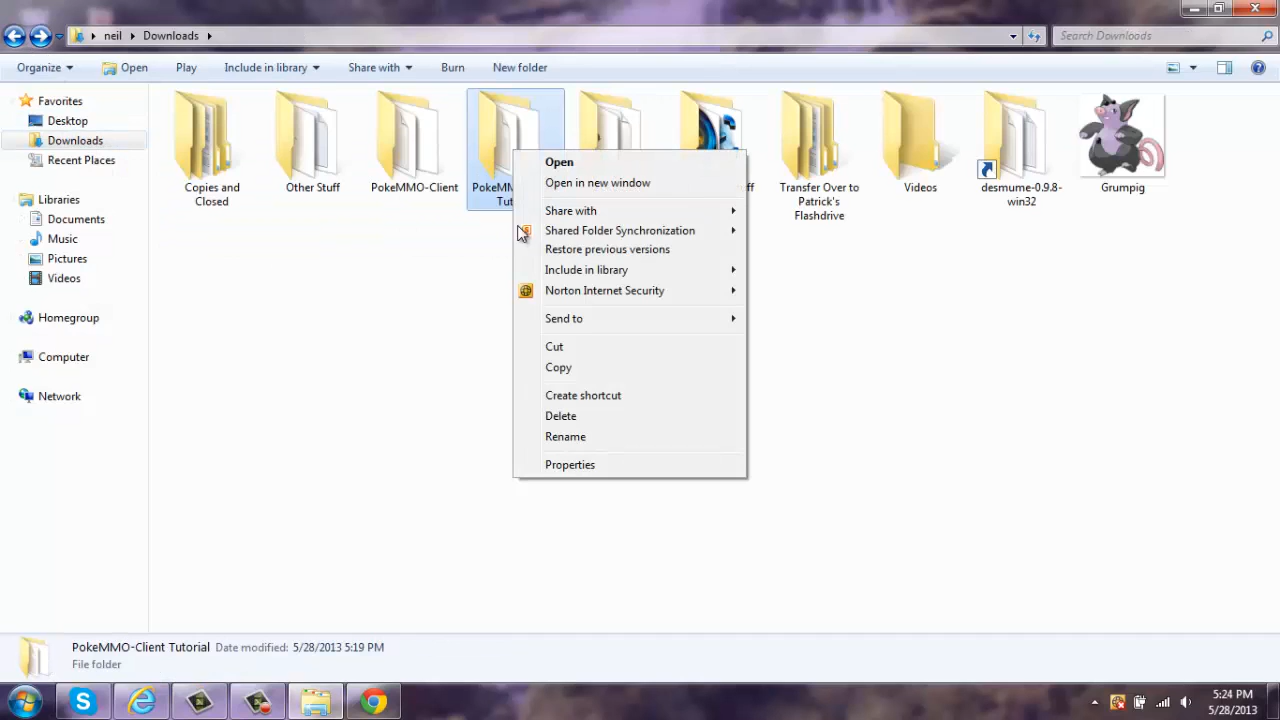 neil Downloads
Search Downloads
Organize Open Play Include in library Share with Burn New folder
Favorites
Desktop
Downloads
Recent Places
Libraries
Documents
Music
Pictures
Videos
Homegroup
Computer
Network
Copies and
Closed
Other Stuff
PokeMMO-Client
Transfer Over to
Patrick's
Flashdrive
Videos
desmume-0.9.8-
win32
Grumpig
Open
Open in new window
Share with
Shared Folder Synchronization
Restore previous versions
Include in library
Norton Internet Security
Send to
Cut
Copy
Create shortcut
Delete
Rename
Properties
PokeMMO-Client Tutorial Date modified: 5/28/2013 5:19 PM
File folder
5:24 PM
5/28/2013